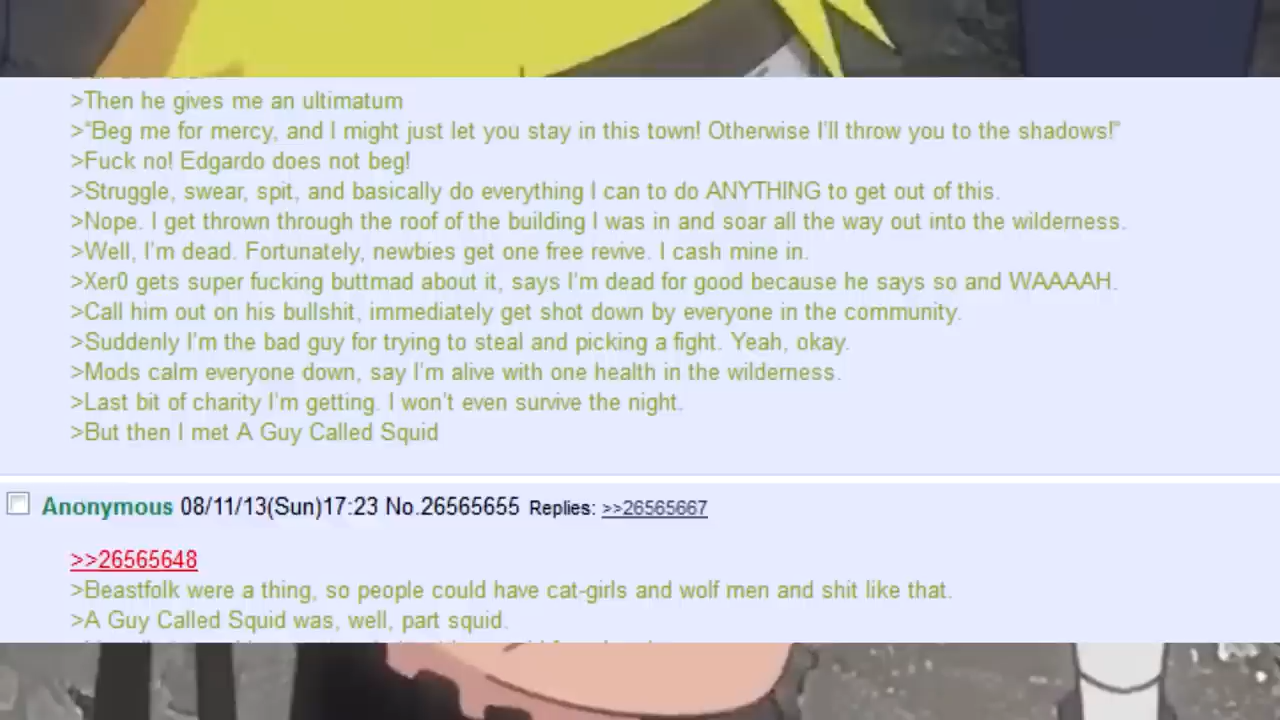 >Then he gives me an ultimatum
>"Beg me for mercy, and I might just let you stay in this town! Otherwise I'll throw you to the shadows!"
>Fuck no! Edgardo does not beg!
>Struggle, swear, spit, and basically do everything I can to do ANYTHING to get out of this.
>Nope. I get thrown through the roof of the building I was in and soar all the way out into the wilderness.
>Well, I'm dead. Fortunately, newbies get one free revive. I cash mine in.
>Xer0 gets super fucking buttmad about it, says I'm dead for good because he says so and WAAAAH.
>Call him out on his bullshit, immediately get shot down by everyone in the community.
>Suddenly I'm the bad guy for trying to steal and picking a fight. Yeah, okay.
>Mods calm everyone down, say I'm alive with one health in the wilderness.
>Last bit of charity I'm getting. I won't even survive the night.
>But then I met A Guy Called Squid
Anonymous 08/11/13(Sun)17:23 No.26565655 Replies: >>26565667
>>26565648
>Beastfolk were a thing, so people could have cat-girls and wolf men and shit like that.
>A Guy Called Squid was, well, part squid.